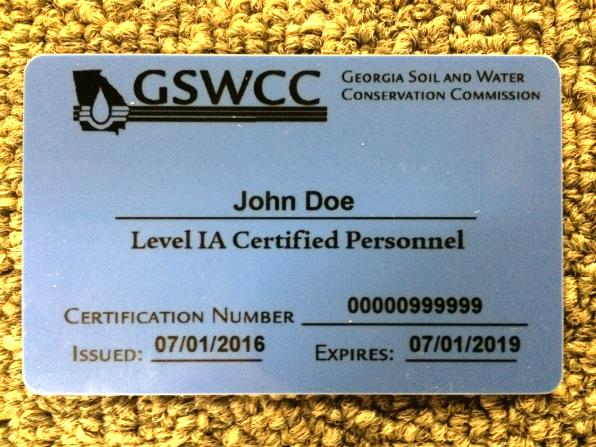 GSWCC
GEORGIA SOIL AND WATER
CONSERVATION COMMISSION
John Doe
Level IA Certified Personnel
CERTIFICATION NUMBER 00000999999
ISSUED: 07/01/2016 EXPIRES: 07/01/2019